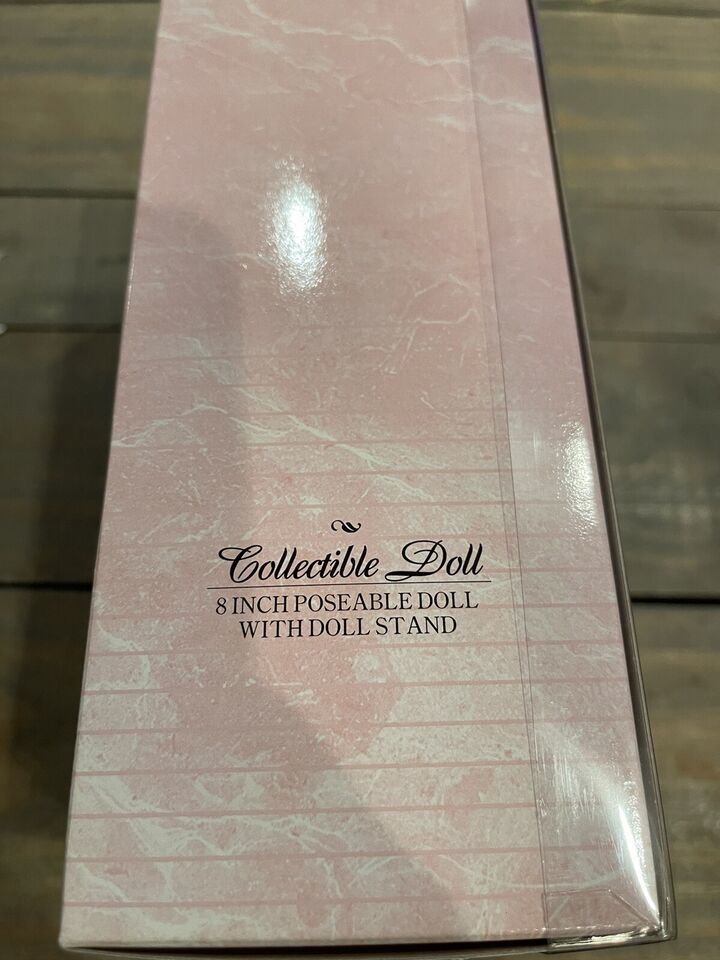 Collectible Doll
8 INCH POSEABLE DOLL
WITH DOLL STAND